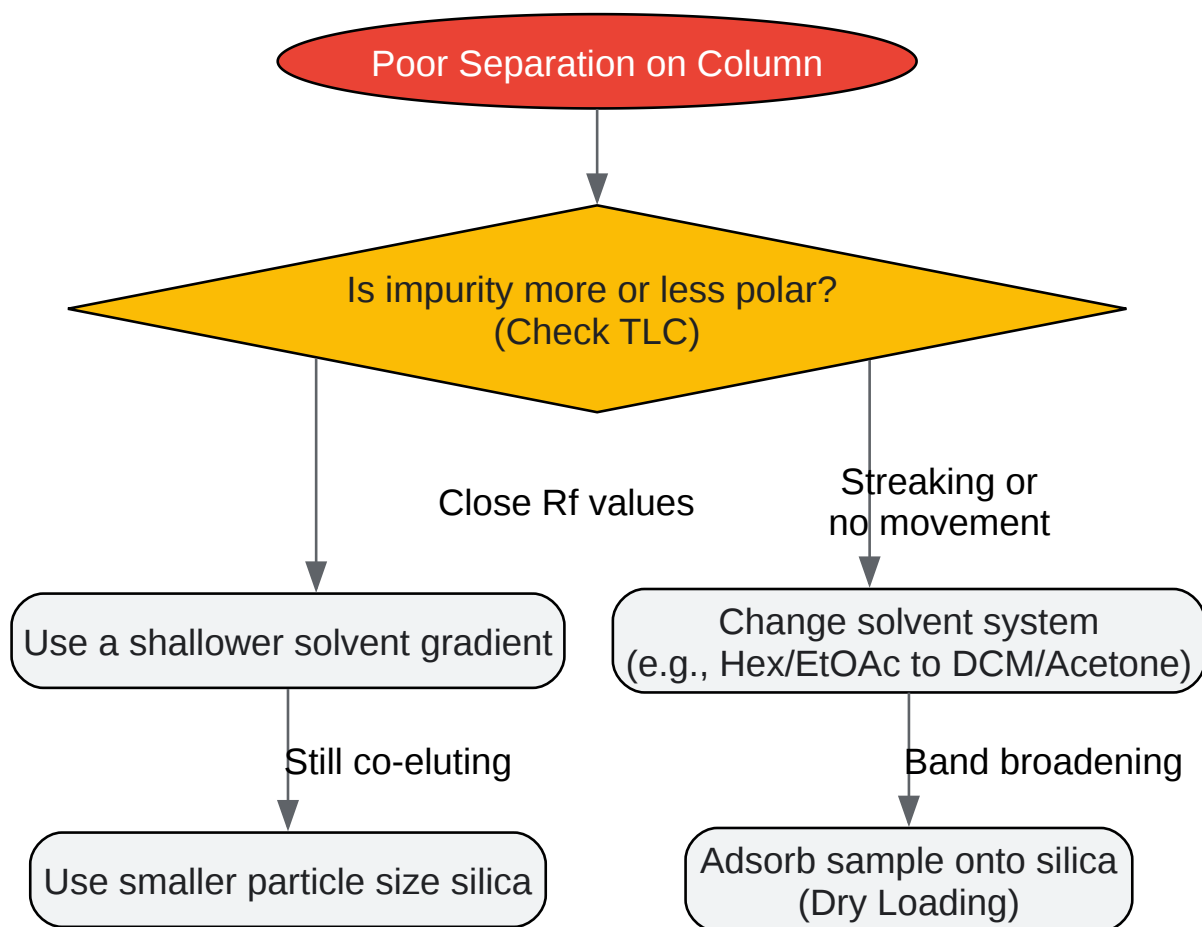 Poor Separation on Column
Is impurity more or less polar?
(Check TLC)
Close Rf values
Streaking or
no movement
Use a shallower solvent gradient
Change solvent system
(e.g., Hex/EtOAc to DCM/Acetone)
Still co-eluting
Band broadening
Use smaller particle size silica
Adsorb sample onto silica
(Dry Loading)